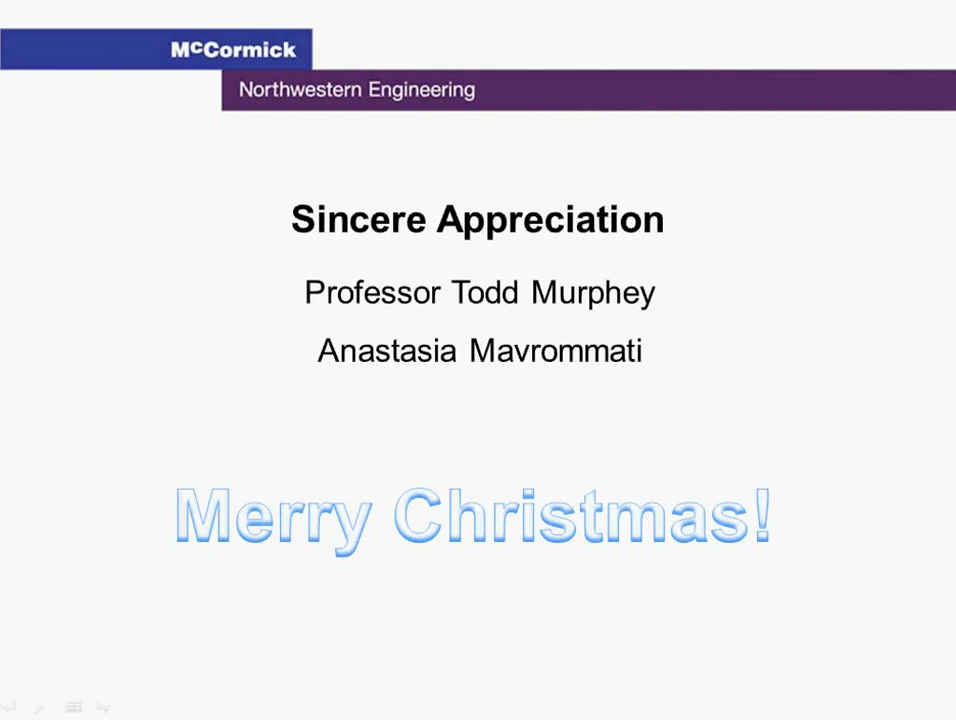 McCormick
Northwestern Engineering
Sincere Appreciation
Professor Todd Murphey
Anastasia Mavrommati
Merry Christmas!